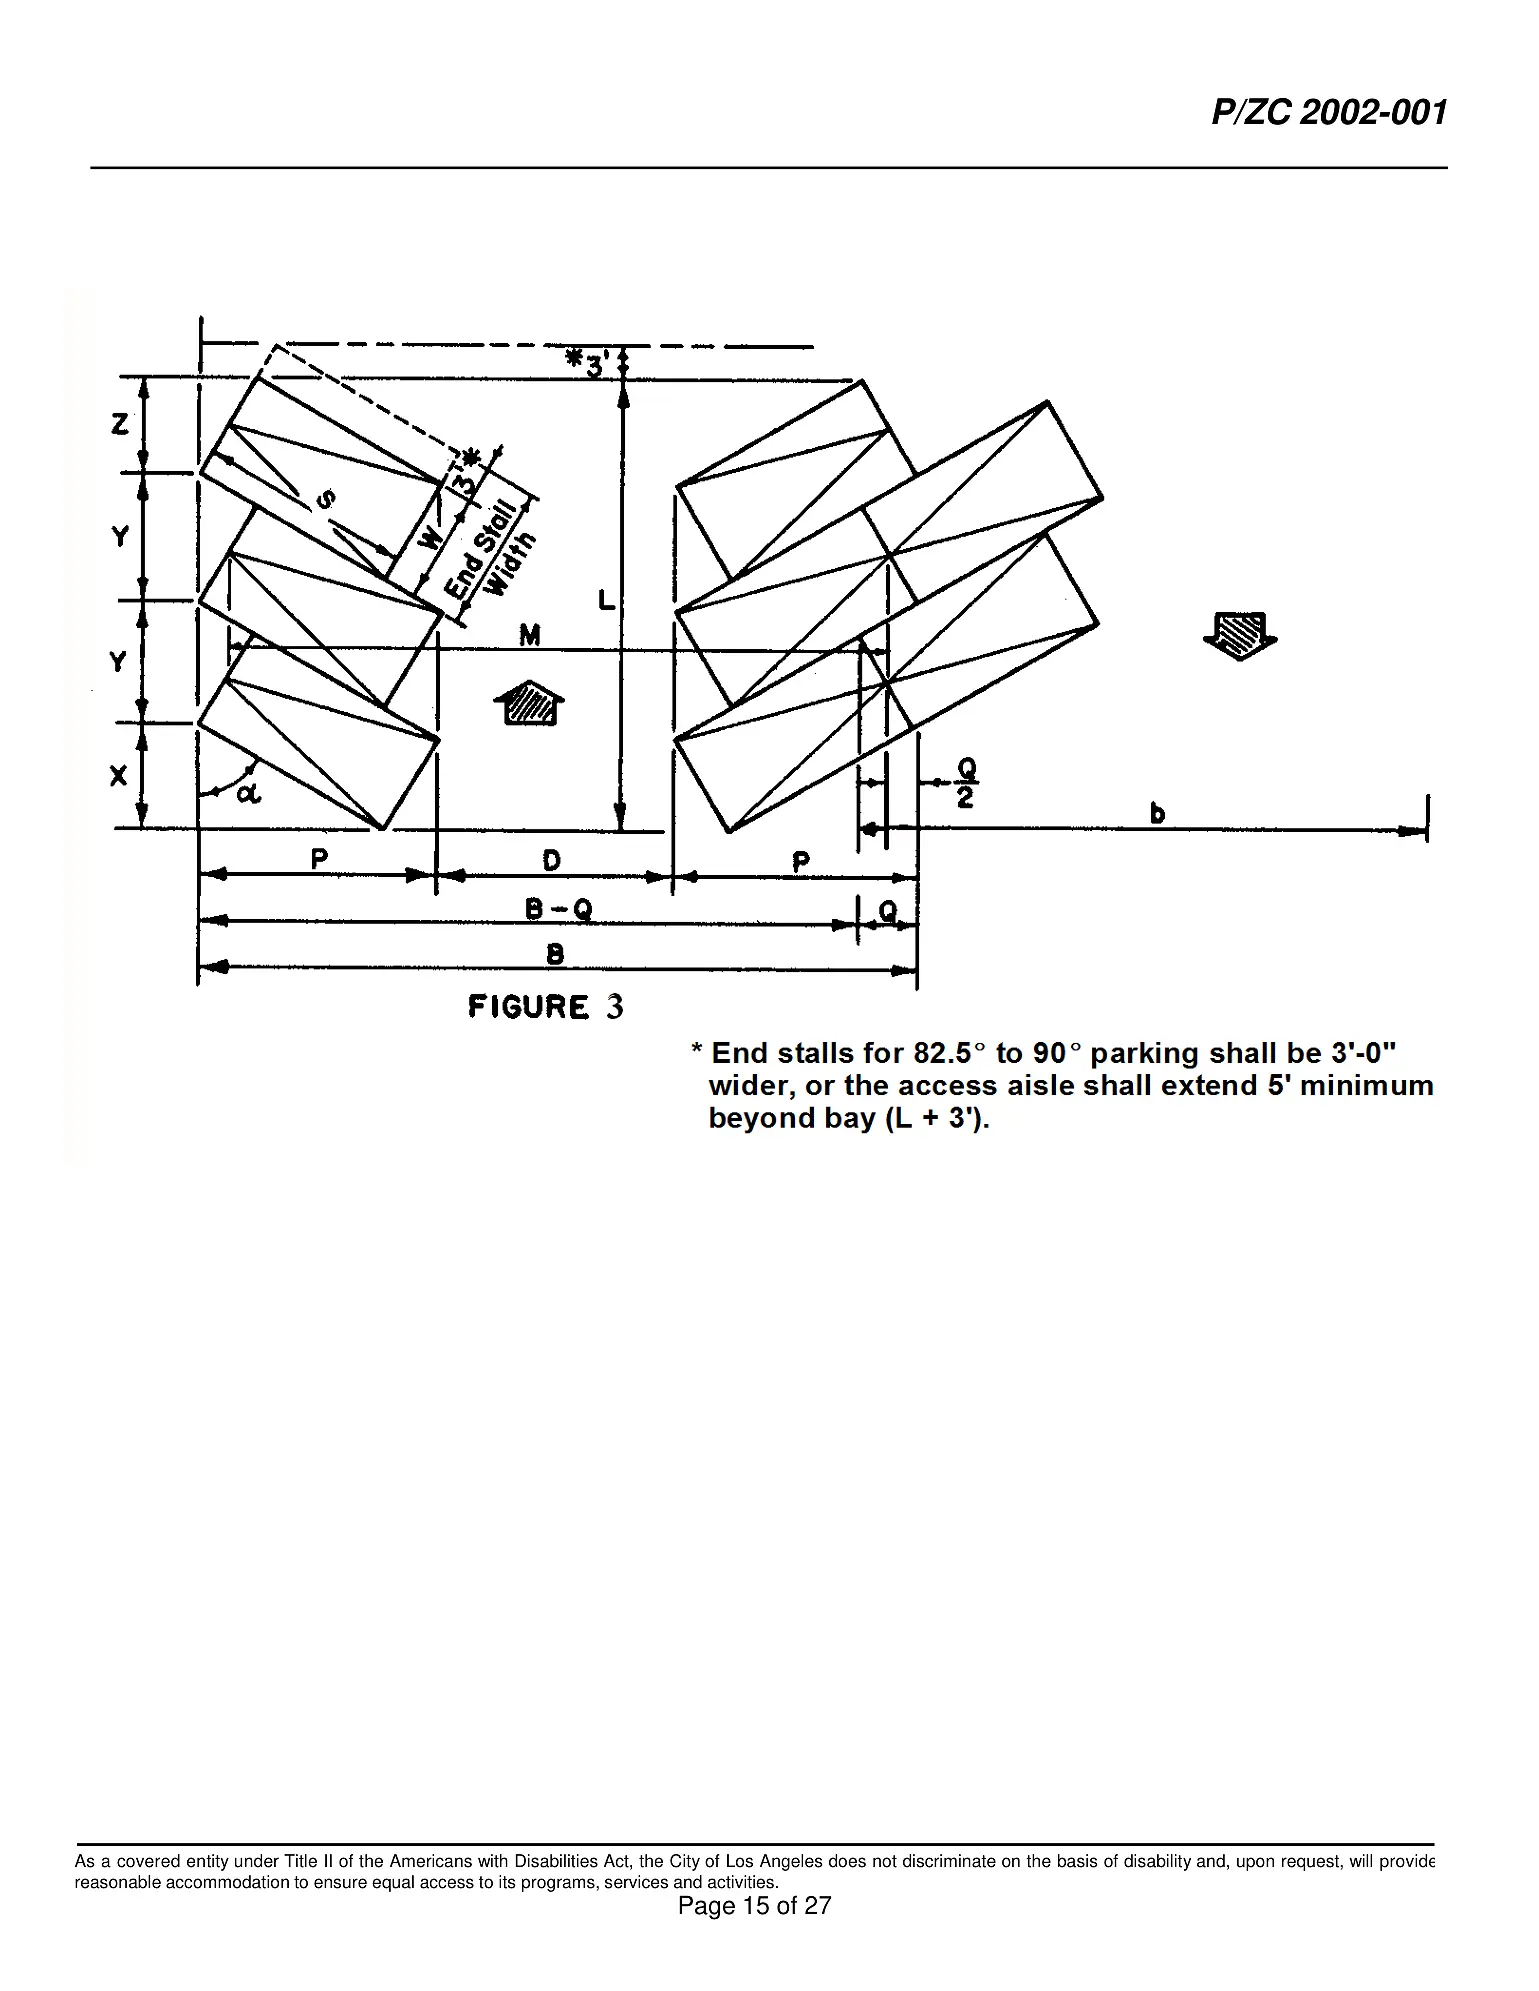 P/ZC 2002-001
*3'
Z
3'*
S
W
End Stall
Width
Y
L
M
Y
X
α
Q
2
b
P
D
P
B-Q
Q
B
FIGURE 3
* End stalls for 82.5° to 90° parking shall be 3'-0"
wider, or the access aisle shall extend 5' minimum
beyond bay (L + 3').
As a covered entity under Title II of the Americans with Disabilities Act, the City of Los Angeles does not discriminate on the basis of disability and, upon request, will provide
reasonable accommodation to ensure equal access to its programs, services and activities.
Page 15 of 27